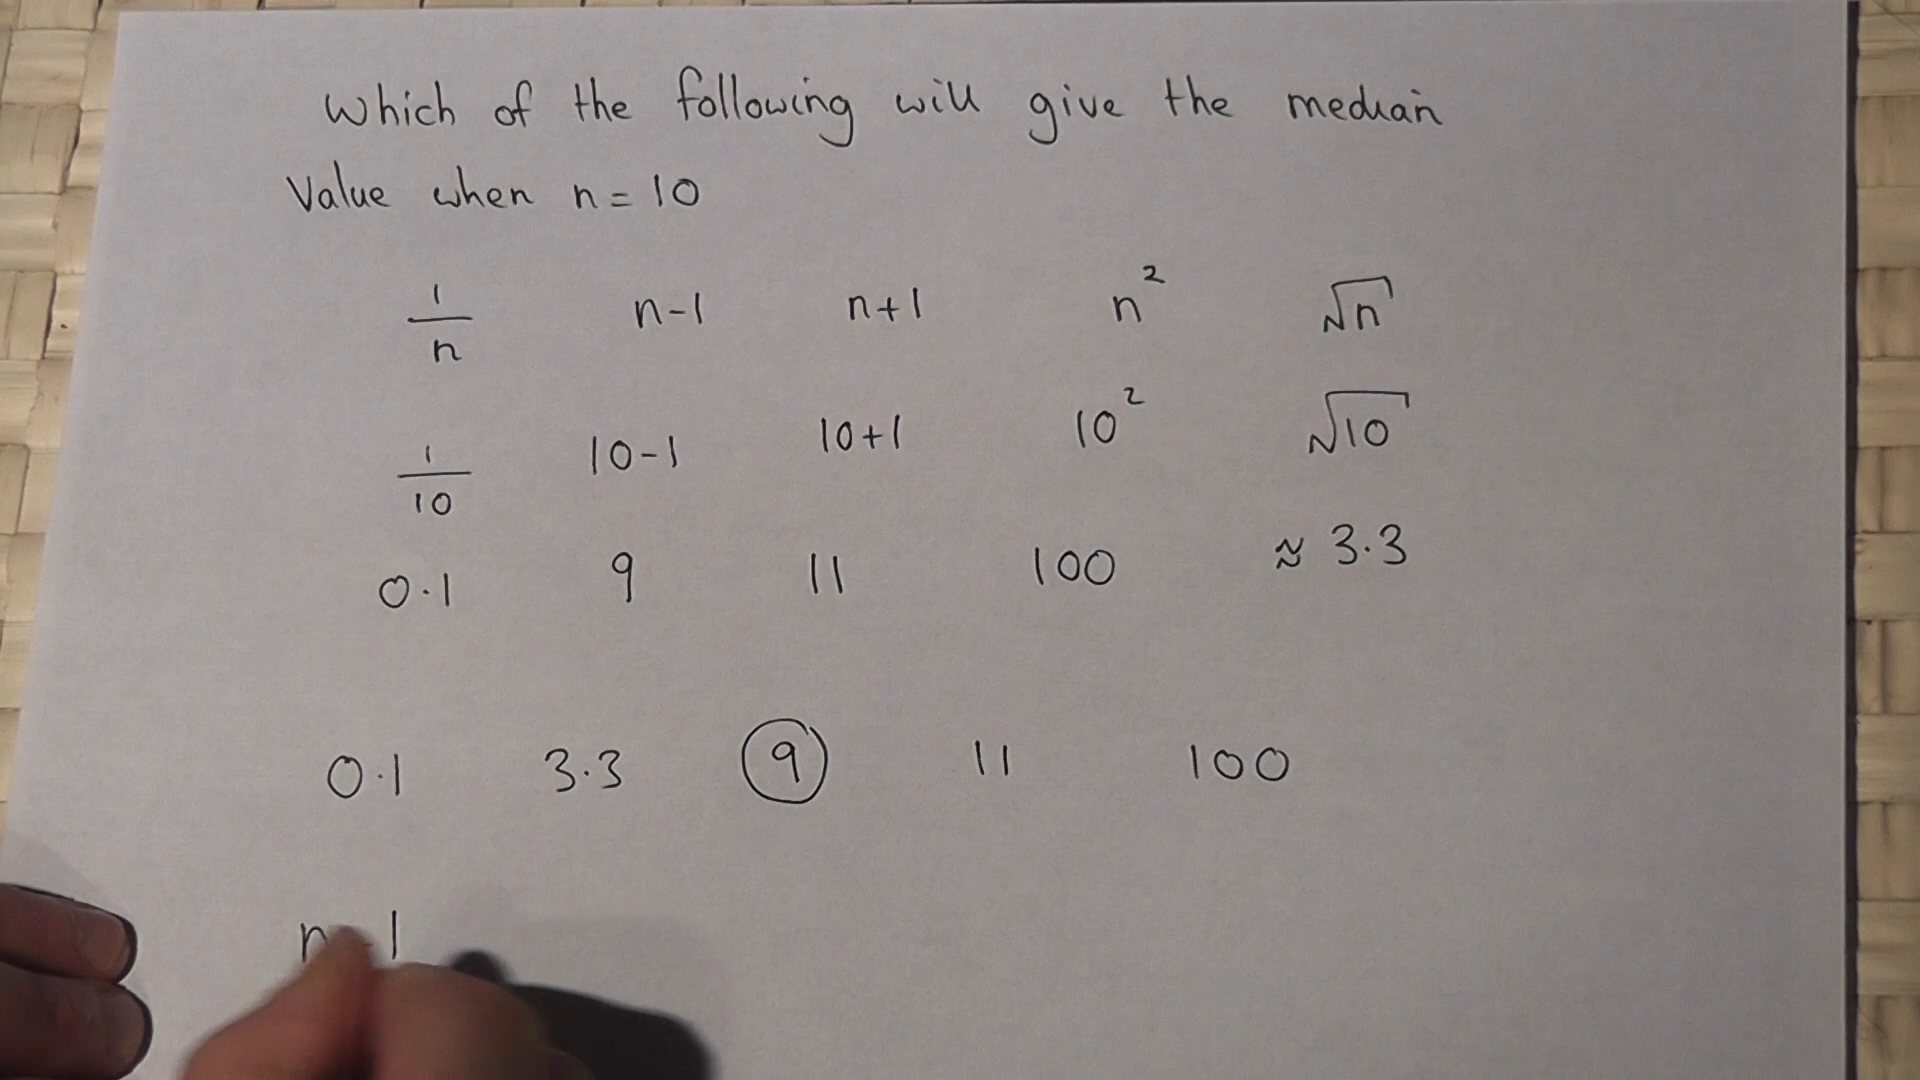 Which of the following will give the median
Value when n = 10
1/n n-1 n+1 n² √n
1/10 10-1 10+1 10² √10
0.1 9 11 100 ≈ 3.3
0.1 3.3 9 11 100
n-1